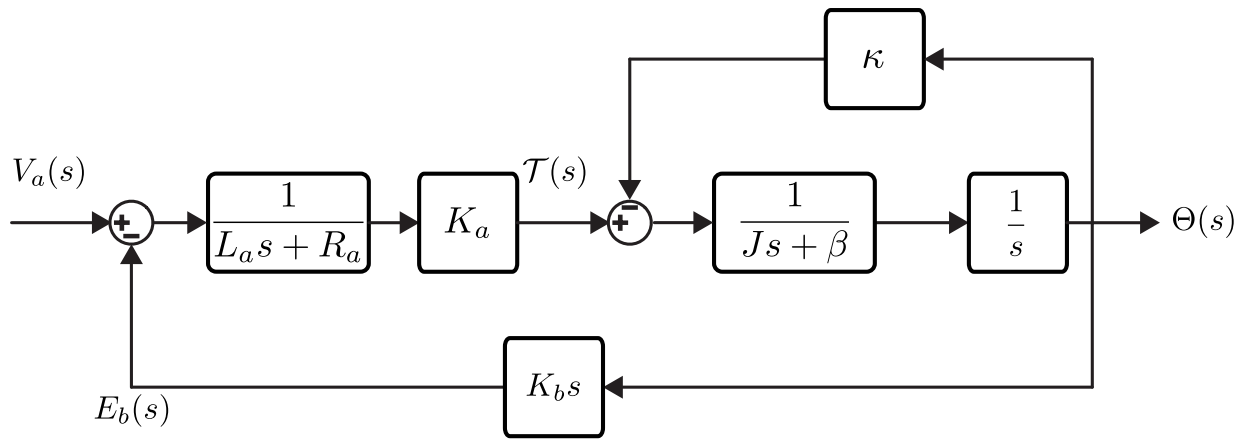 κ
V_a(s)
𝒯(s)
1
L_a s + R_a
K_a
1
Js + β
1
s
Θ(s)
K_b s
E_b(s)
+
−
+
−